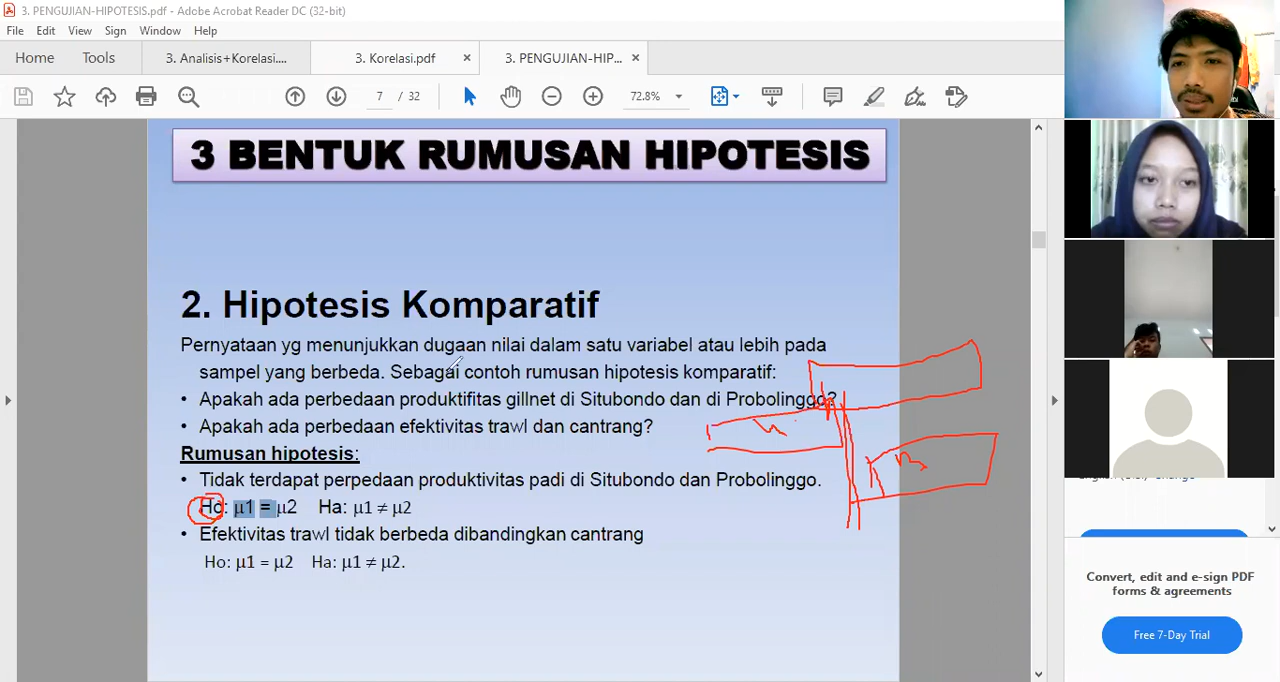 3. PENGUJIAN-HIPOTESIS.pdf - Adobe Acrobat Reader DC (32-bit)
File Edit View Sign Window Help
Home Tools 3. Analisis+Korelasi.... 3. Korelasi.pdf × 3. PENGUJIAN-HIP... ×
7 / 32 72.8%
3 BENTUK RUMUSAN HIPOTESIS
2. Hipotesis Komparatif
Pernyataan yg menunjukkan dugaan nilai dalam satu variabel atau lebih pada
sampel yang berbeda. Sebagai contoh rumusan hipotesis komparatif:
• Apakah ada perbedaan produktifitas gillnet di Situbondo dan di Probolinggo?
• Apakah ada perbedaan efektivitas trawl dan cantrang?
Rumusan hipotesis:
• Tidak terdapat perpedaan produktivitas padi di Situbondo dan Probolinggo.
Ho: µ1 = µ2 Ha: µ1 ≠ µ2
• Efektivitas trawl tidak berbeda dibandingkan cantrang
Ho: µ1 = µ2 Ha: µ1 ≠ µ2.
Change
Convert, edit and e-sign PDF
forms & agreements
Free 7-Day Trial